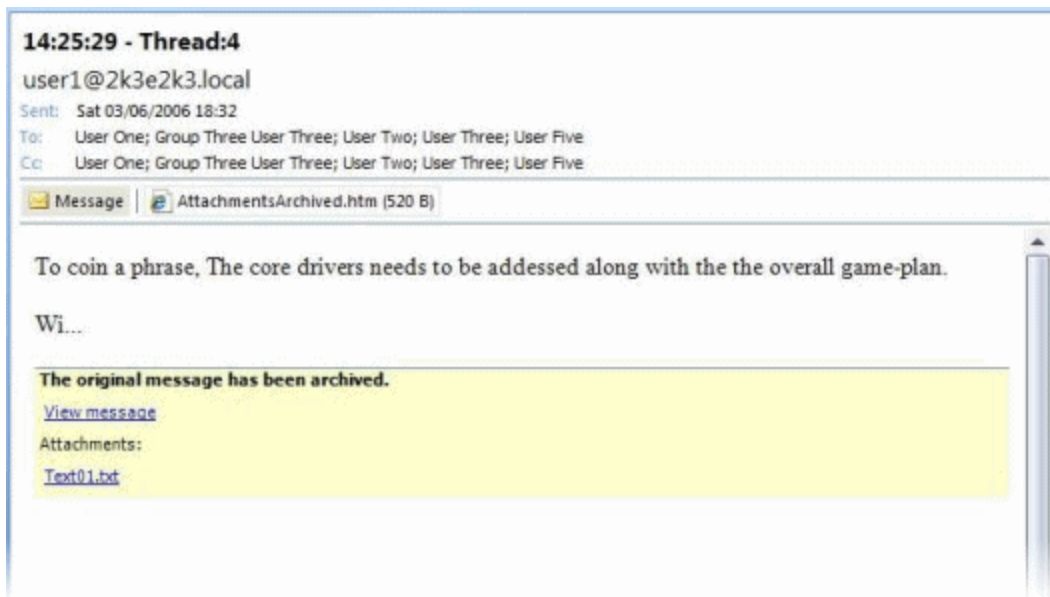 14:25:29 - Thread:4
user1@2k3e2k3.local
Sent: Sat 03/06/2006 18:32
To: User One; Group Three User Three; User Two; User Three; User Five
Cc: User One; Group Three User Three; User Two; User Three; User Five
Message AttachmentsArchived.htm (520 B)
To coin a phrase, The core drivers needs to be addessed along with the the overall game-plan.
Wi...
The original message has been archived.
View message
Attachments:
Text01.txt